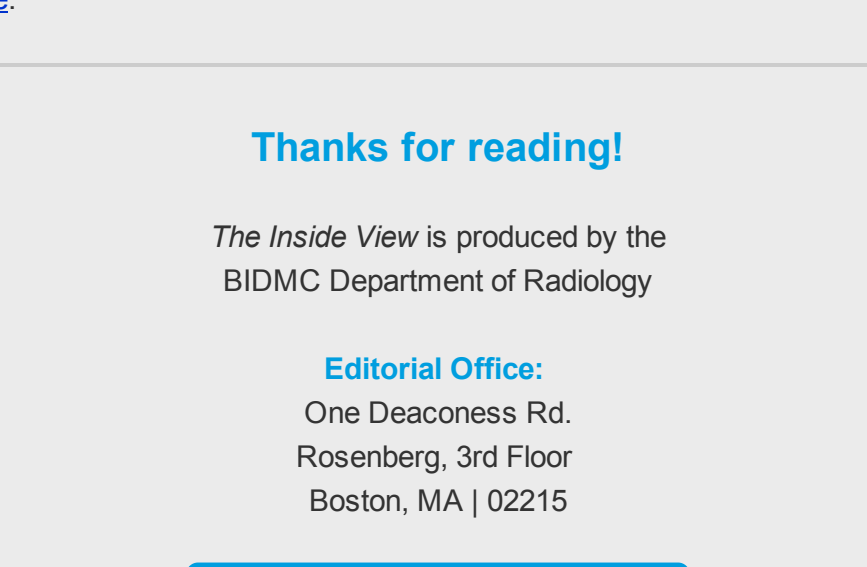 e.
Thanks for reading!
The Inside View is produced by the
BIDMC Department of Radiology
Editorial Office:
One Deaconess Rd.
Rosenberg, 3rd Floor
Boston, MA | 02215